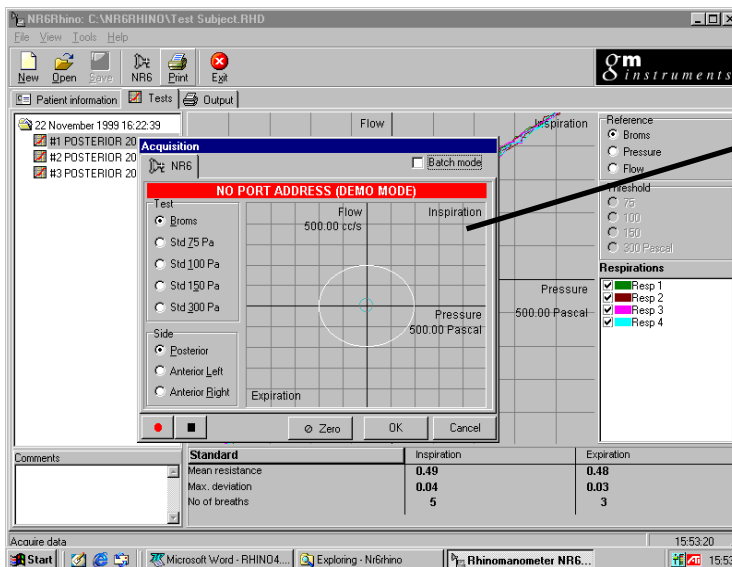 NR6Rhino: C:\NR6RHINO\Test Subject.RHD
File View Tools Help
New Open Save NR6 Print Exit
gm instruments
Patient information Tests Output
22 November 1999 16:22:39
#1 POSTERIOR 20
#2 POSTERIOR 20
#3 POSTERIOR 20
Flow
Inspiration
Pressure
500.00 Pascal
Acquisition
NR6
Batch mode
NO PORT ADDRESS (DEMO MODE)
Test
Broms
Std 75 Pa
Std 100 Pa
Std 150 Pa
Std 300 Pa
Side
Posterior
Anterior Left
Anterior Right
Flow
500.00 cc/s
Inspiration
Pressure
500.00 Pascal
Expiration
Zero OK Cancel
Reference
Broms
Pressure
Flow
Threshold
75
100
150
300 Pascal
Respirations
Resp 1
Resp 2
Resp 3
Resp 4
Comments
Standard Inspiration Expiration
Mean resistance 0.49 0.48
Max. deviation 0.04 0.03
No of breaths 5 3
Acquire data 15:53:20
Start Microsoft Word - RHINO4.... Exploring - Nr6rhino Rhinomanometer NR6... 15:53